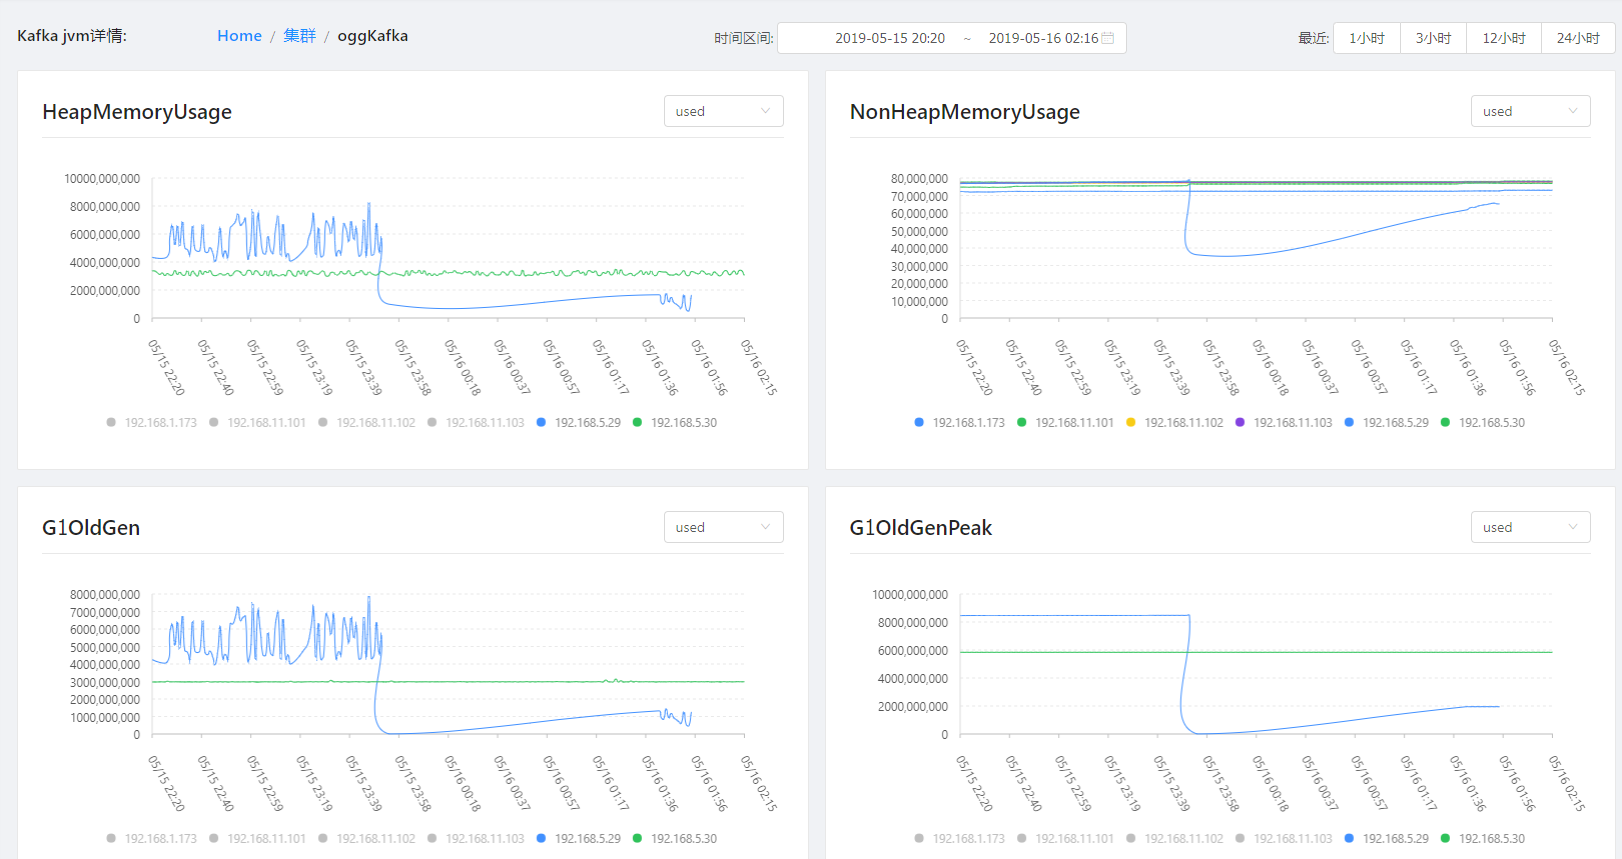 Kafka jvm详情: Home / 集群 / oggKafka 时间区间: 2019-05-15 20:20 ~ 2019-05-16 02:16 最近: 1小时 3小时 12小时 24小时
HeapMemoryUsage used
10000,000,000
8000,000,000
6000,000,000
4000,000,000
2000,000,000
0
05/15 22:20 05/15 22:40 05/15 22:59 05/15 23:19 05/15 23:39 05/15 23:58 05/16 00:18 05/16 00:37 05/16 00:57 05/16 01:17 05/16 01:36 05/16 01:56 05/16 02:15
192.168.1.173 192.168.11.101 192.168.11.102 192.168.11.103 192.168.5.29 192.168.5.30
NonHeapMemoryUsage used
80,000,000
70,000,000
60,000,000
50,000,000
40,000,000
30,000,000
20,000,000
10,000,000
0
05/15 22:20 05/15 22:40 05/15 22:59 05/15 23:19 05/15 23:39 05/15 23:58 05/16 00:18 05/16 00:37 05/16 00:57 05/16 01:17 05/16 01:36 05/16 01:56 05/16 02:15
192.168.1.173 192.168.11.101 192.168.11.102 192.168.11.103 192.168.5.29 192.168.5.30
G1OldGen used
8000,000,000
7000,000,000
6000,000,000
5000,000,000
4000,000,000
3000,000,000
2000,000,000
1000,000,000
0
05/15 22:20 05/15 22:40 05/15 22:59 05/15 23:19 05/15 23:39 05/15 23:58 05/16 00:18 05/16 00:37 05/16 00:57 05/16 01:17 05/16 01:36 05/16 01:56 05/16 02:15
192.168.1.173 192.168.11.101 192.168.11.102 192.168.11.103 192.168.5.29 192.168.5.30
G1OldGenPeak used
10000,000,000
8000,000,000
6000,000,000
4000,000,000
2000,000,000
0
05/15 22:20 05/15 22:40 05/15 22:59 05/15 23:19 05/15 23:39 05/15 23:58 05/16 00:18 05/16 00:37 05/16 00:57 05/16 01:17 05/16 01:36 05/16 01:56 05/16 02:15
192.168.1.173 192.168.11.101 192.168.11.102 192.168.11.103 192.168.5.29 192.168.5.30